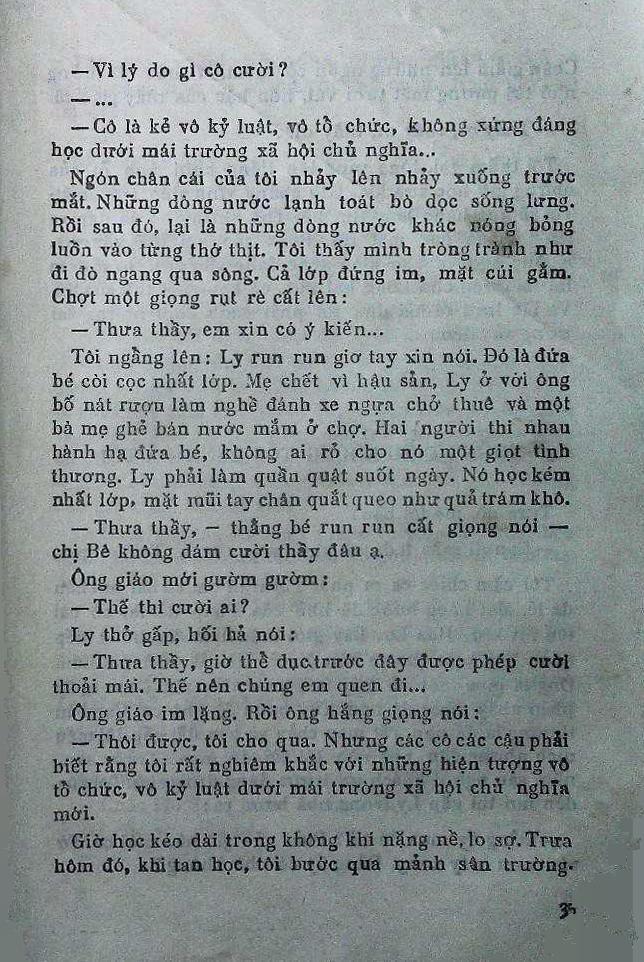 — Vì lý do gì cô cười?
— ...
— Cô là kẻ vô kỷ luật, vô tổ chức, không xứng đáng
học dưới mái trường xã hội chủ nghĩa...
Ngón chân cái của tôi nhảy lên nhảy xuống trước
mắt. Những dòng nước lạnh toát bò dọc sống lưng.
Rồi sau đó, lại là những dòng nước khác nóng bỏng
luồn vào từng thớ thịt. Tôi thấy mình tròng trành như
đi đò ngang qua sông. Cả lớp đứng im, mặt cúi gằm.
Chợt một giọng rụt rè cất lên:
— Thưa thầy, em xin có ý kiến...
Tôi ngẩng lên: Ly run run giơ tay xin nói. Đó là đứa
bé còi cọc nhất lớp. Mẹ chết vì hậu sản, Ly ở với ông
bố nát rượu làm nghề đánh xe ngựa chở thuê và một
bà mẹ ghẻ bán nước mắm ở chợ. Hai người thi nhau
hành hạ đứa bé, không ai rỏ cho nó một giọt tình
thương. Ly phải làm quần quật suốt ngày. Nó học kém
nhất lớp, mặt mũi tay chân quắt queo như quả trám khô.
— Thưa thầy, — thằng bé run run cất giọng nói —
chị Bê không dám cười thầy đâu ạ.
Ông giáo mới gườm gườm:
— Thế thì cười ai?
Ly thở gấp, hối hả nói:
— Thưa thầy, giờ thể dục trước đây được phép cười
thoải mái. Thế nên chúng em quen đi...
Ông giáo im lặng. Rồi ông hắng giọng nói:
— Thôi được, tôi cho qua. Nhưng các cô các cậu phải
biết rằng tôi rất nghiêm khắc với những hiện tượng vô
tổ chức, vô kỷ luật dưới mái trường xã hội chủ nghĩa
mới.
Giờ học kéo dài trong không khí nặng nề, lo sợ. Trưa
hôm đó, khi tan học, tôi bước qua mảnh sân trường.
35